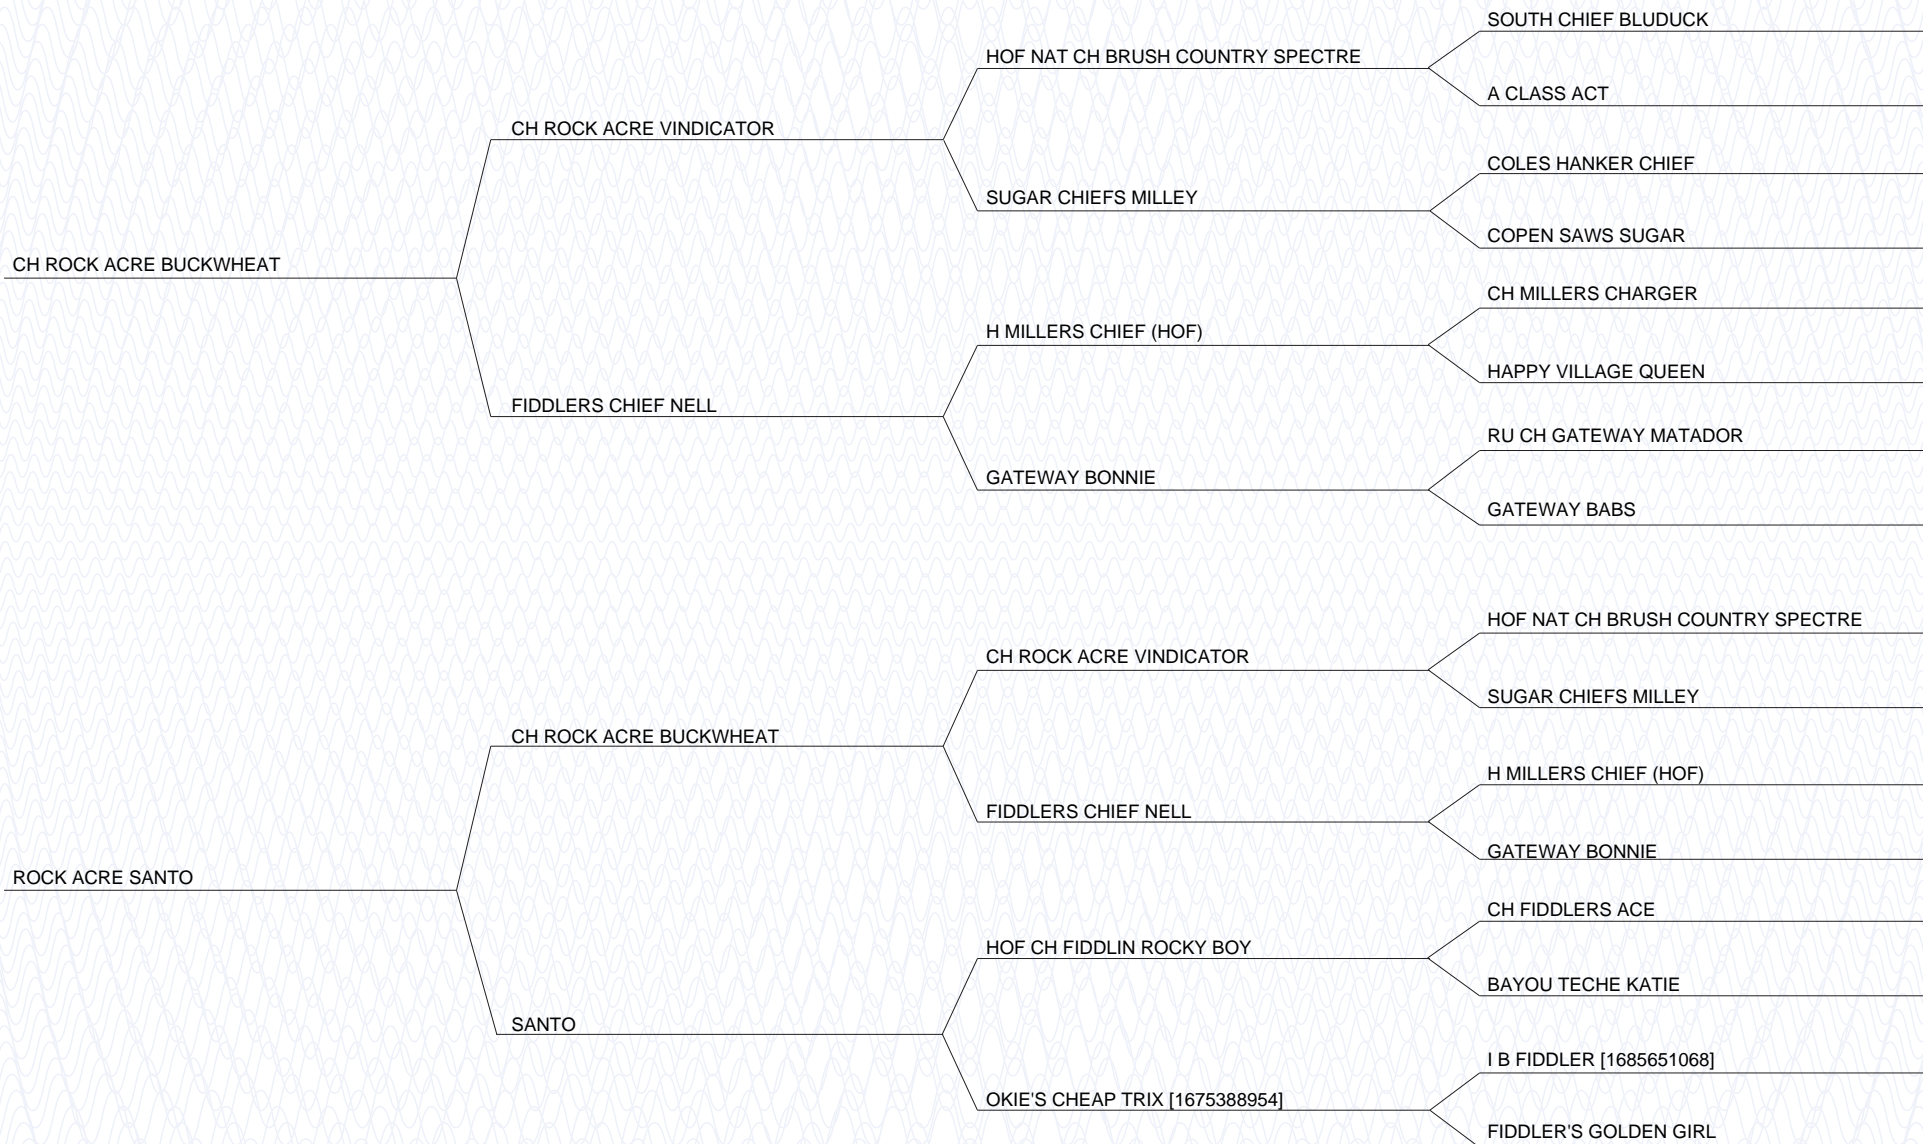 SOUTH CHIEF BLUDUCK
HOF NAT CH BRUSH COUNTRY SPECTRE
A CLASS ACT
CH ROCK ACRE VINDICATOR
COLES HANKER CHIEF
SUGAR CHIEFS MILLEY
COPEN SAWS SUGAR
CH ROCK ACRE BUCKWHEAT
CH MILLERS CHARGER
H MILLERS CHIEF (HOF)
HAPPY VILLAGE QUEEN
FIDDLERS CHIEF NELL
RU CH GATEWAY MATADOR
GATEWAY BONNIE
GATEWAY BABS
HOF NAT CH BRUSH COUNTRY SPECTRE
CH ROCK ACRE VINDICATOR
SUGAR CHIEFS MILLEY
CH ROCK ACRE BUCKWHEAT
H MILLERS CHIEF (HOF)
FIDDLERS CHIEF NELL
GATEWAY BONNIE
ROCK ACRE SANTO
CH FIDDLERS ACE
HOF CH FIDDLIN ROCKY BOY
BAYOU TECHE KATIE
SANTO
I B FIDDLER [1685651068]
OKIE'S CHEAP TRIX [1675388954]
FIDDLER'S GOLDEN GIRL